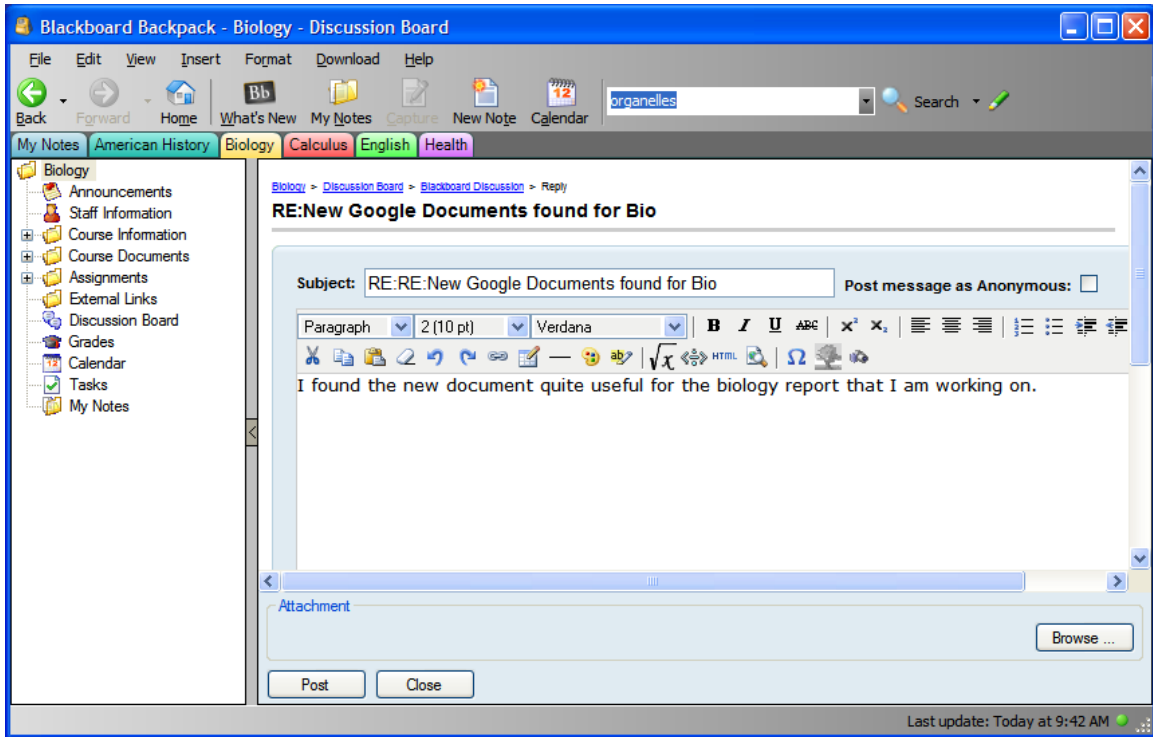 Blackboard Backpack - Biology - Discussion Board
File Edit View Insert Format Download Help
Bb 12 organelles Search
Back Forward Home What's New My Notes Capture New Note Calendar
My Notes American History Biology Calculus English Health
Biology
Announcements
Staff Information
Course Information
Course Documents
Assignments
External Links
Discussion Board
Grades
12 Calendar
Tasks
My Notes
Biology > Discussion Board > Blackboard Discussion > Reply
RE:New Google Documents found for Bio
Subject: RE:RE:New Google Documents found for Bio Post message as Anonymous:
Paragraph 2 (10 pt) Verdana B I U ABC x² x₂
ab √x HTML Ω
I found the new document quite useful for the biology report that I am working on.
Attachment
Browse ...
Post Close
Last update: Today at 9:42 AM